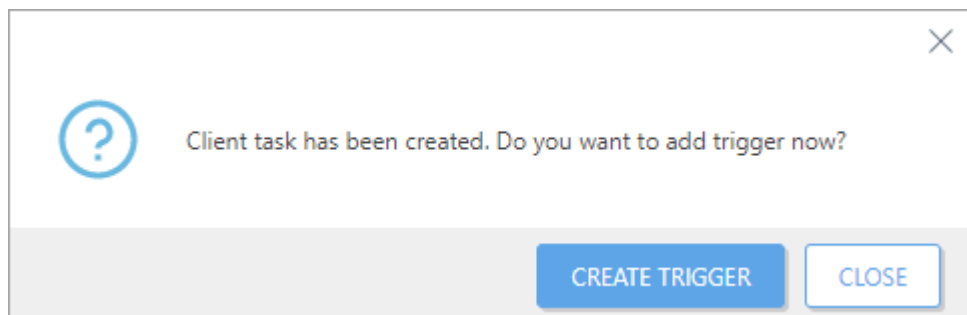 Client task has been created. Do you want to add trigger now?
CREATE TRIGGER
CLOSE